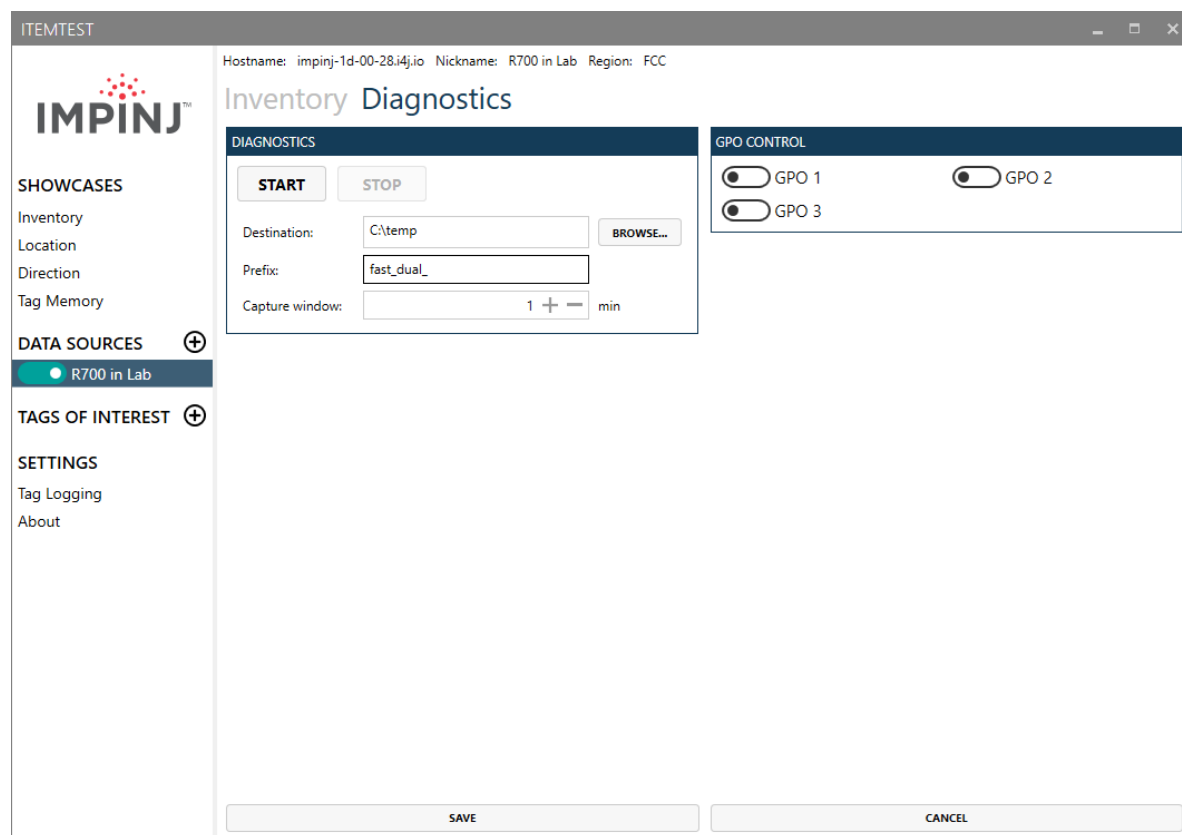 ITEMTEST
Hostname: impinj-1d-00-28.i4j.io Nickname: R700 in Lab Region: FCC
IMPINJ™
Inventory Diagnostics
DIAGNOSTICS
START STOP
Destination: C:\temp BROWSE...
Prefix: fast_dual_
Capture window: 1 min
GPO CONTROL
GPO 1 GPO 2
GPO 3
SHOWCASES
Inventory
Location
Direction
Tag Memory
DATA SOURCES
R700 in Lab
TAGS OF INTEREST
SETTINGS
Tag Logging
About
SAVE CANCEL